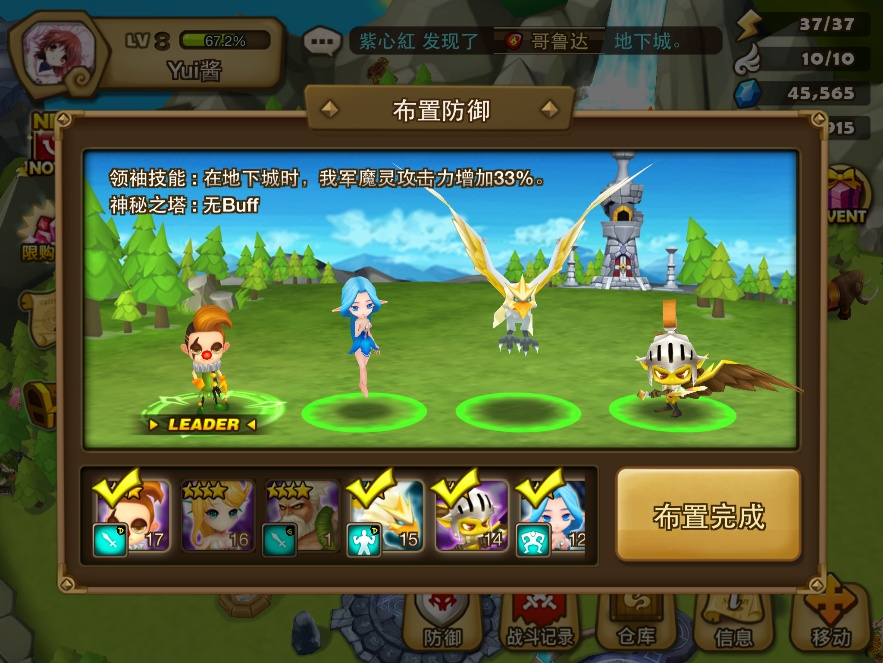 LV 8
67.2%
Yui酱
紫心紅 发现了 哥鲁达 地下城。
37/37
10/10
45,565
915
布置防御
领袖技能 : 在地下城时，我军魔灵攻击力增加33%。
神秘之塔 : 无Buff
限购
EVENT
LEADER
17
16
1
15
14
12
布置完成
防御
战斗记录
仓库
信息
移动